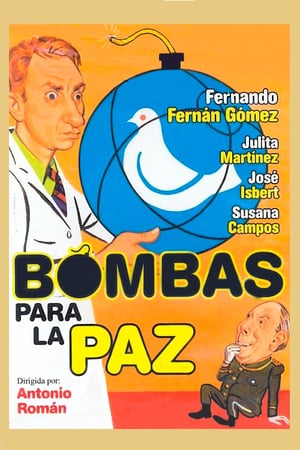 Fernando
Fernán Gómez
Julita
Martínez
José
Isbert
Susana
Campos
BOMBAS
PARA
LA PAZ
Dirigida por:
Antonio
Román